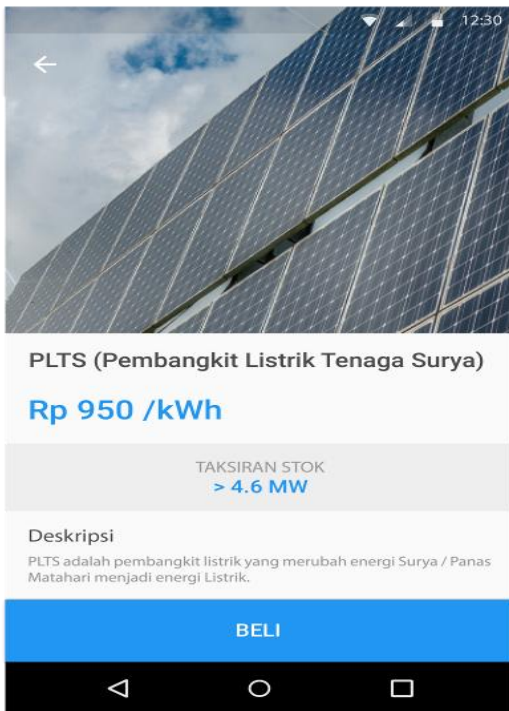 12:30
PLTS (Pembangkit Listrik Tenaga Surya)
Rp 950 /kWh
TAKSIRAN STOK
> 4.6 MW
Deskripsi
PLTS adalah pembangkit listrik yang merubah energi Surya / Panas
Matahari menjadi energi Listrik.
BELI